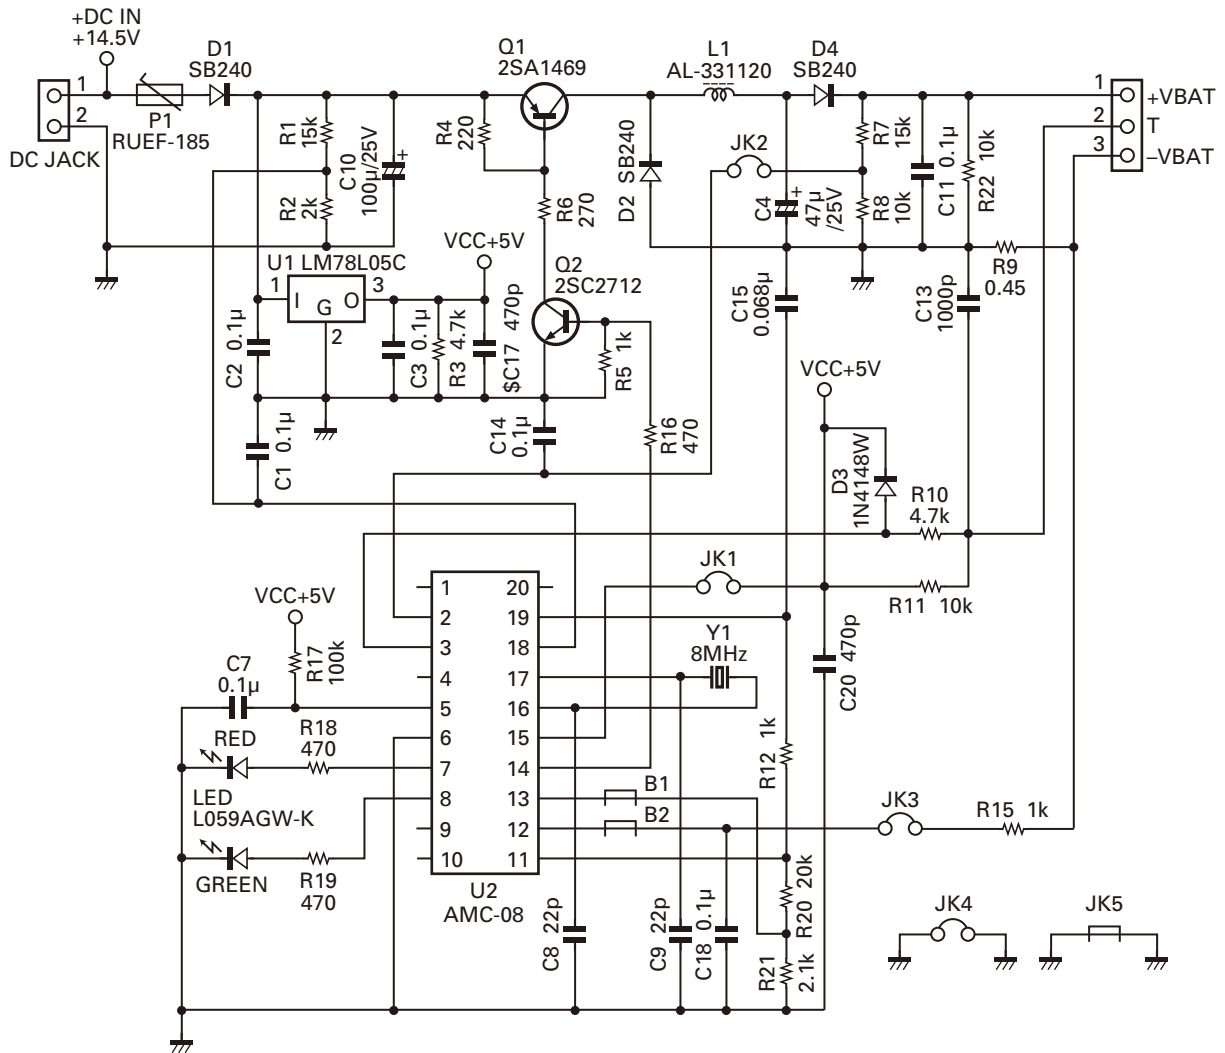 +DC IN
+14.5V
1
2
DC JACK
P1
RUEF-185
D1
SB240
R1
15k
R2
2k
C10
100µ/25V
+
R4
220
Q1
2SA1469
R6
270
D2 SB240
L1
AL-331120
D4
SB240
JK2
C4
+
47µ
/25V
R7
15k
R8
10k
C11 0.1µ
R22 10k
1
2
3
+VBAT
T
–VBAT
R9
0.45
U1 LM78L05C
1
I
G
O
3
2
VCC+5V
C2 0.1µ
C1 0.1µ
C3 0.1µ
R3 4.7k
$C17 470p
Q2
2SC2712
R5 1k
C14
0.1µ
R16
470
C15
0.068µ
C13
1000p
VCC+5V
D3
1N4148W
R10
4.7k
R11 10k
JK1
C20 470p
VCC+5V
R17
100k
C7
0.1µ
RED
R18
470
LED
L059AGW-K
GREEN
R19
470
1
2
3
4
5
6
7
8
9
10
20
19
18
17
16
15
14
13
12
11
U2
AMC-08
Y1
8MHz
B1
B2
R12 1k
JK3
R15 1k
C8 22p
C9 22p
C18 0.1µ
R20 20k
R21
2.1k
JK4
JK5